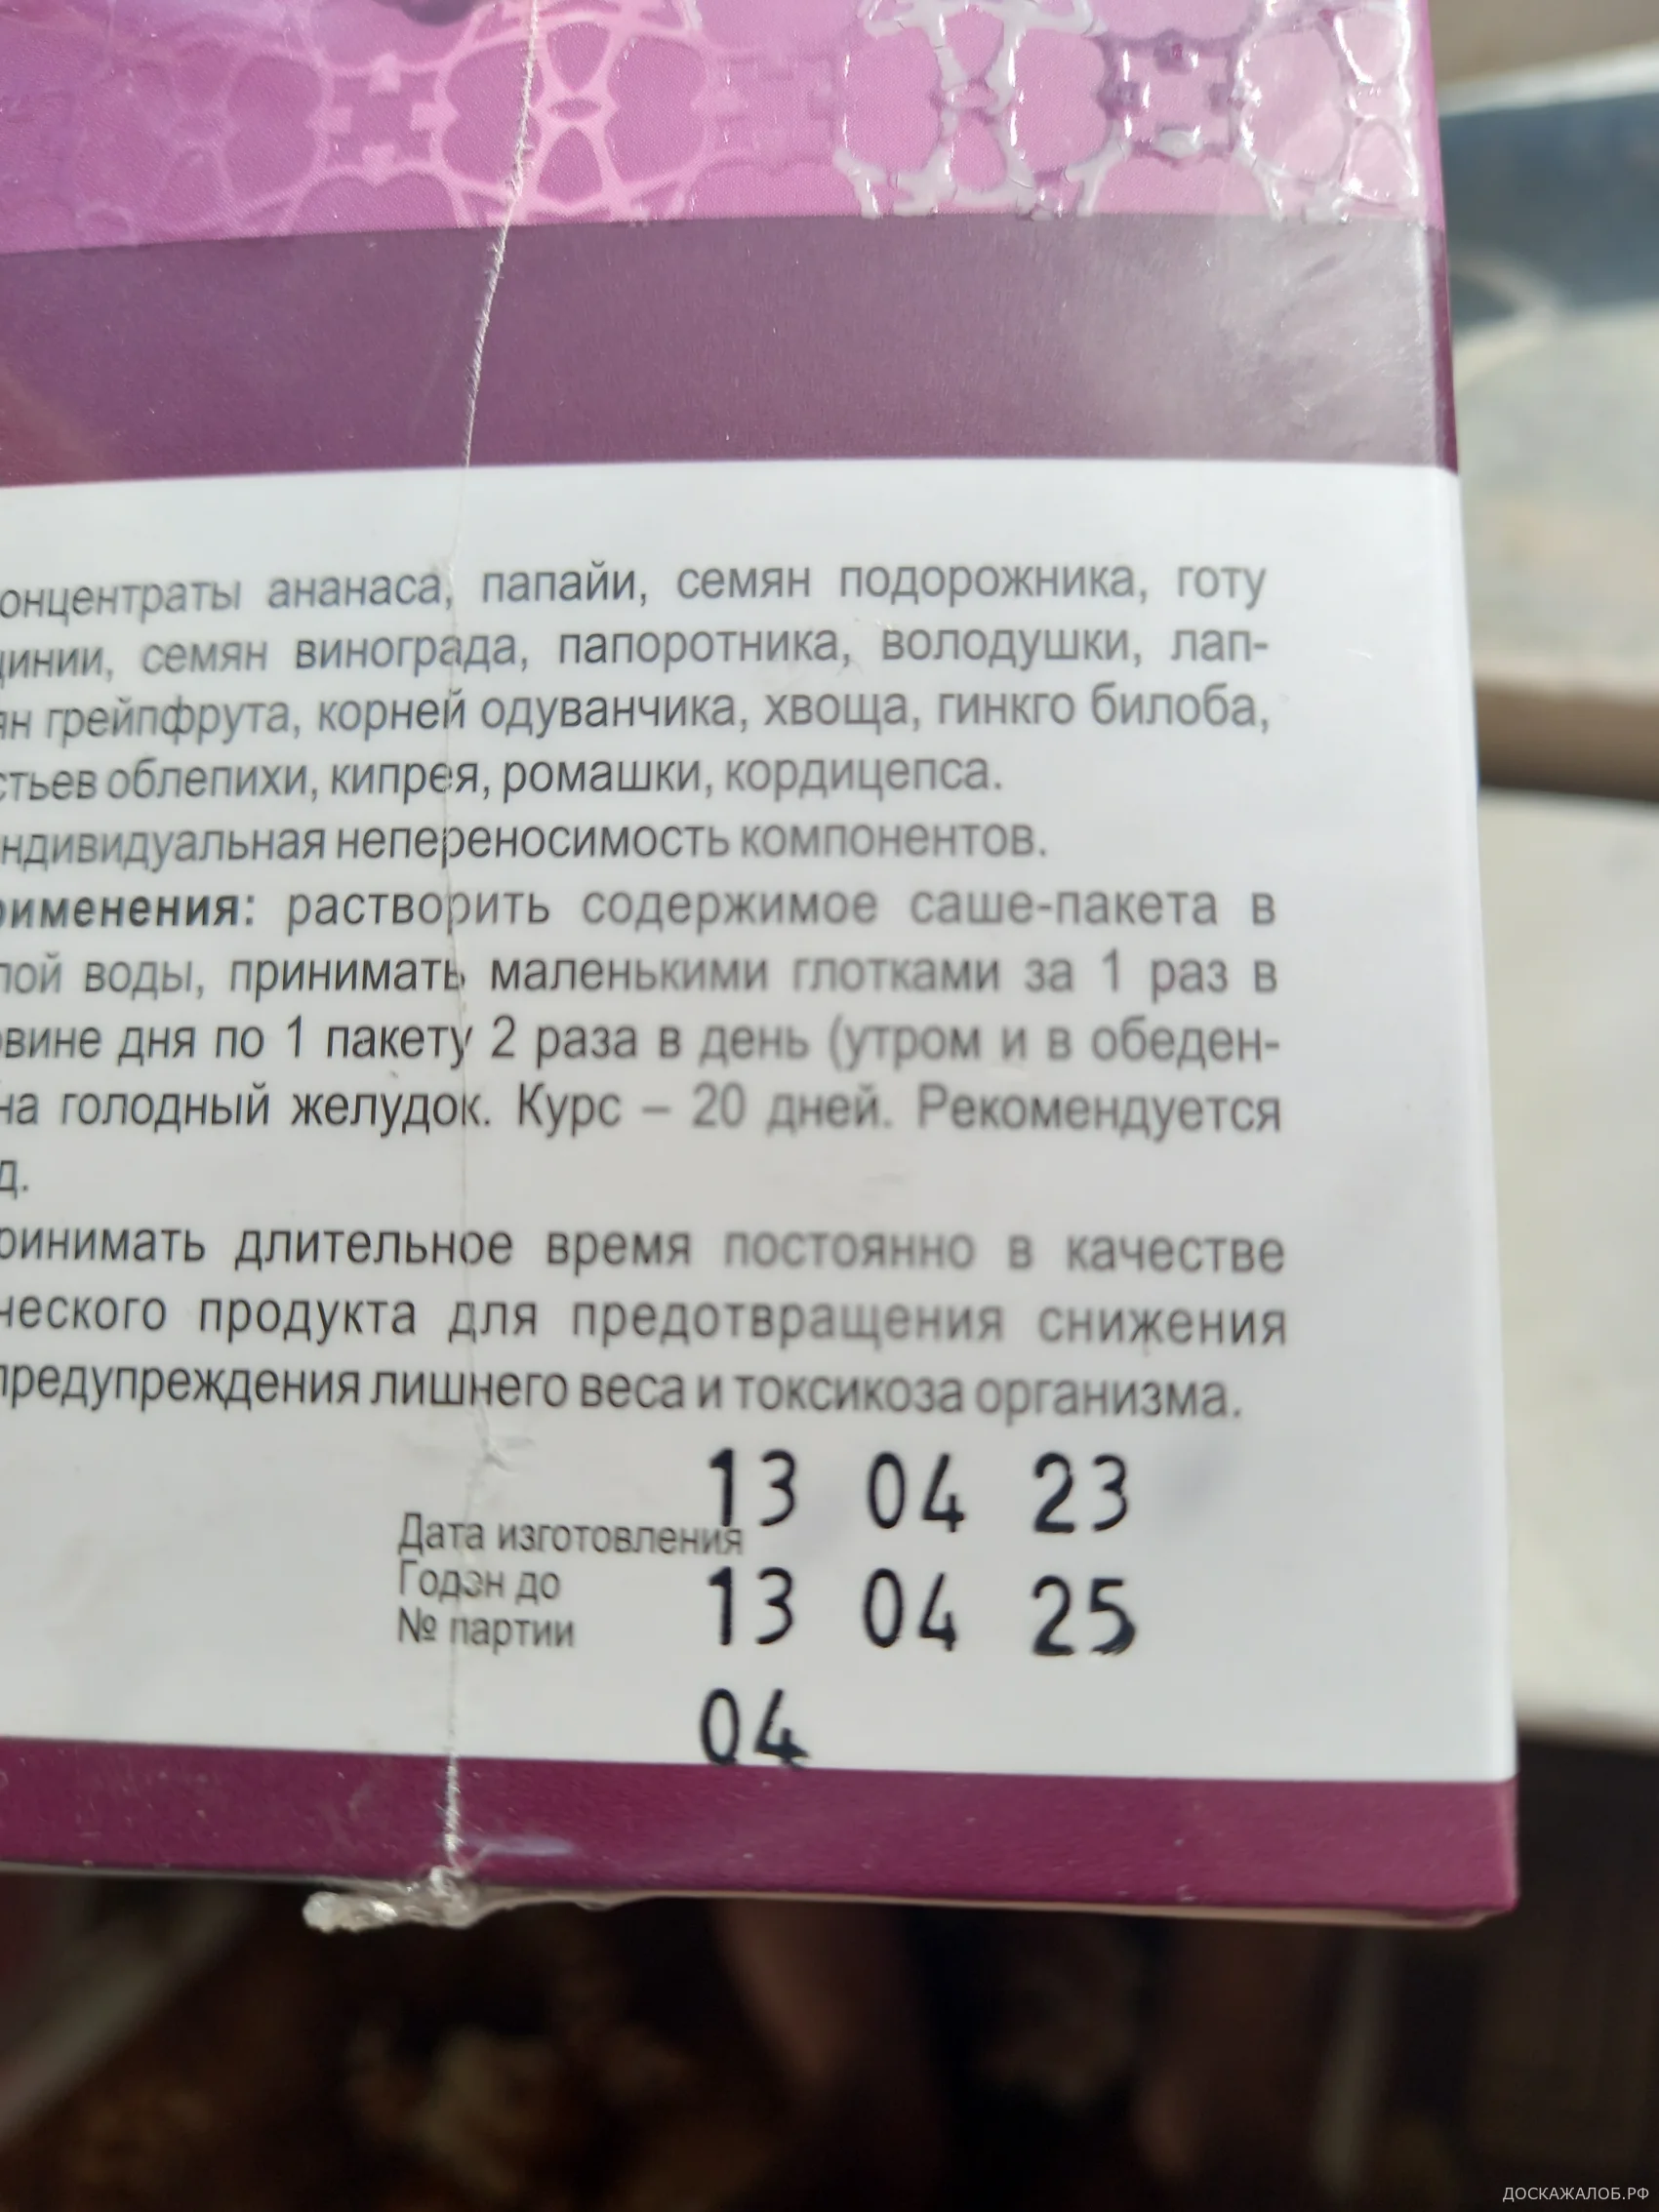 онцентраты ананаса, папайи, семян подорожника, готу
цинии, семян винограда, папоротника, володушки, лап-
ян грейпфрута, корней одуванчика, хвоща, гинкго билоба,
стьев облепихи, кипрея, ромашки, кордицепса.
ндивидуальная непереносимость компонентов.
рименения: растворить содержимое саше-пакета в
лой воды, принимать маленькими глотками за 1 раз в
овине дня по 1 пакету 2 раза в день (утром и в обеден-
на голодный желудок. Курс – 20 дней. Рекомендуется
д.
ринимать длительное время постоянно в качестве
ческого продукта для предотвращения снижения
предупреждения лишнего веса и токсикоза организма.
Дата изготовления 13 04 23
Годен до 13 04 25
№ партии 04
ДОСКАЖАЛОБ.РФ